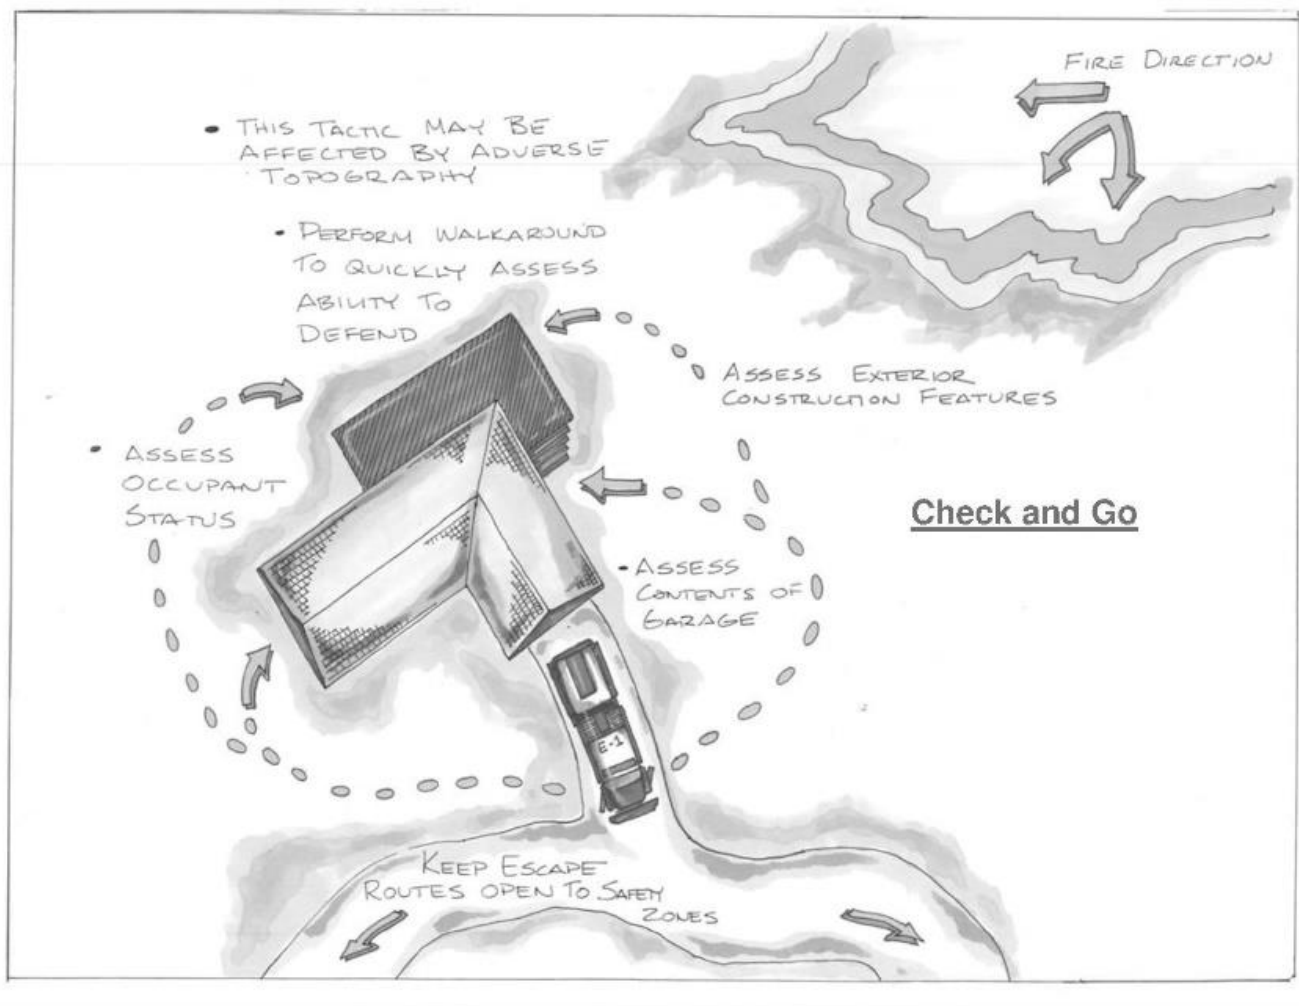 FIRE DIRECTION
• THIS TACTIC MAY BE
AFFECTED BY ADVERSE
TOPOGRAPHY
• PERFORM WALKAROUND
TO QUICKLY ASSESS
ABILITY TO
DEFEND
ASSESS EXTERIOR
CONSTRUCTION FEATURES
• ASSESS
OCCUPANT
STATUS
Check and Go
• ASSESS
CONTENTS OF
GARAGE
E-1
KEEP ESCAPE
ROUTES OPEN TO SAFETY
ZONES